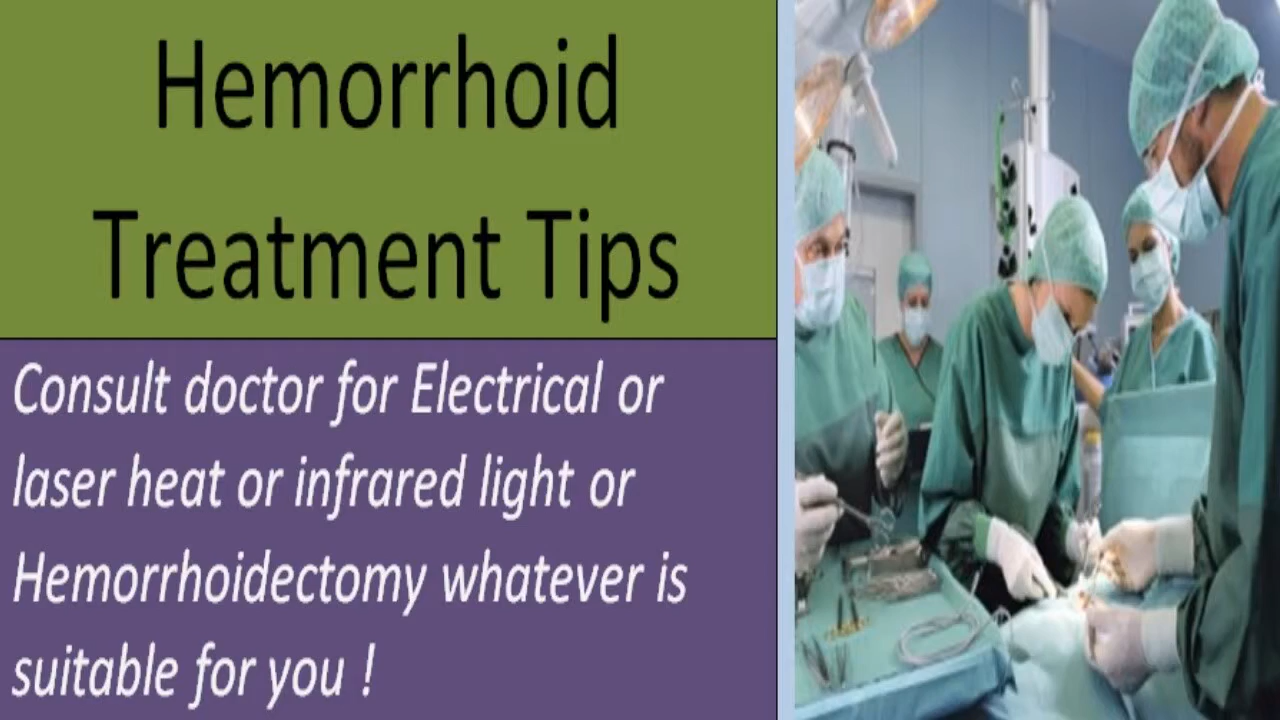 Hemorrhoid
Treatment Tips
Consult doctor for Electrical or
laser heat or infrared light or
Hemorrhoidectomy whatever is
suitable for you !